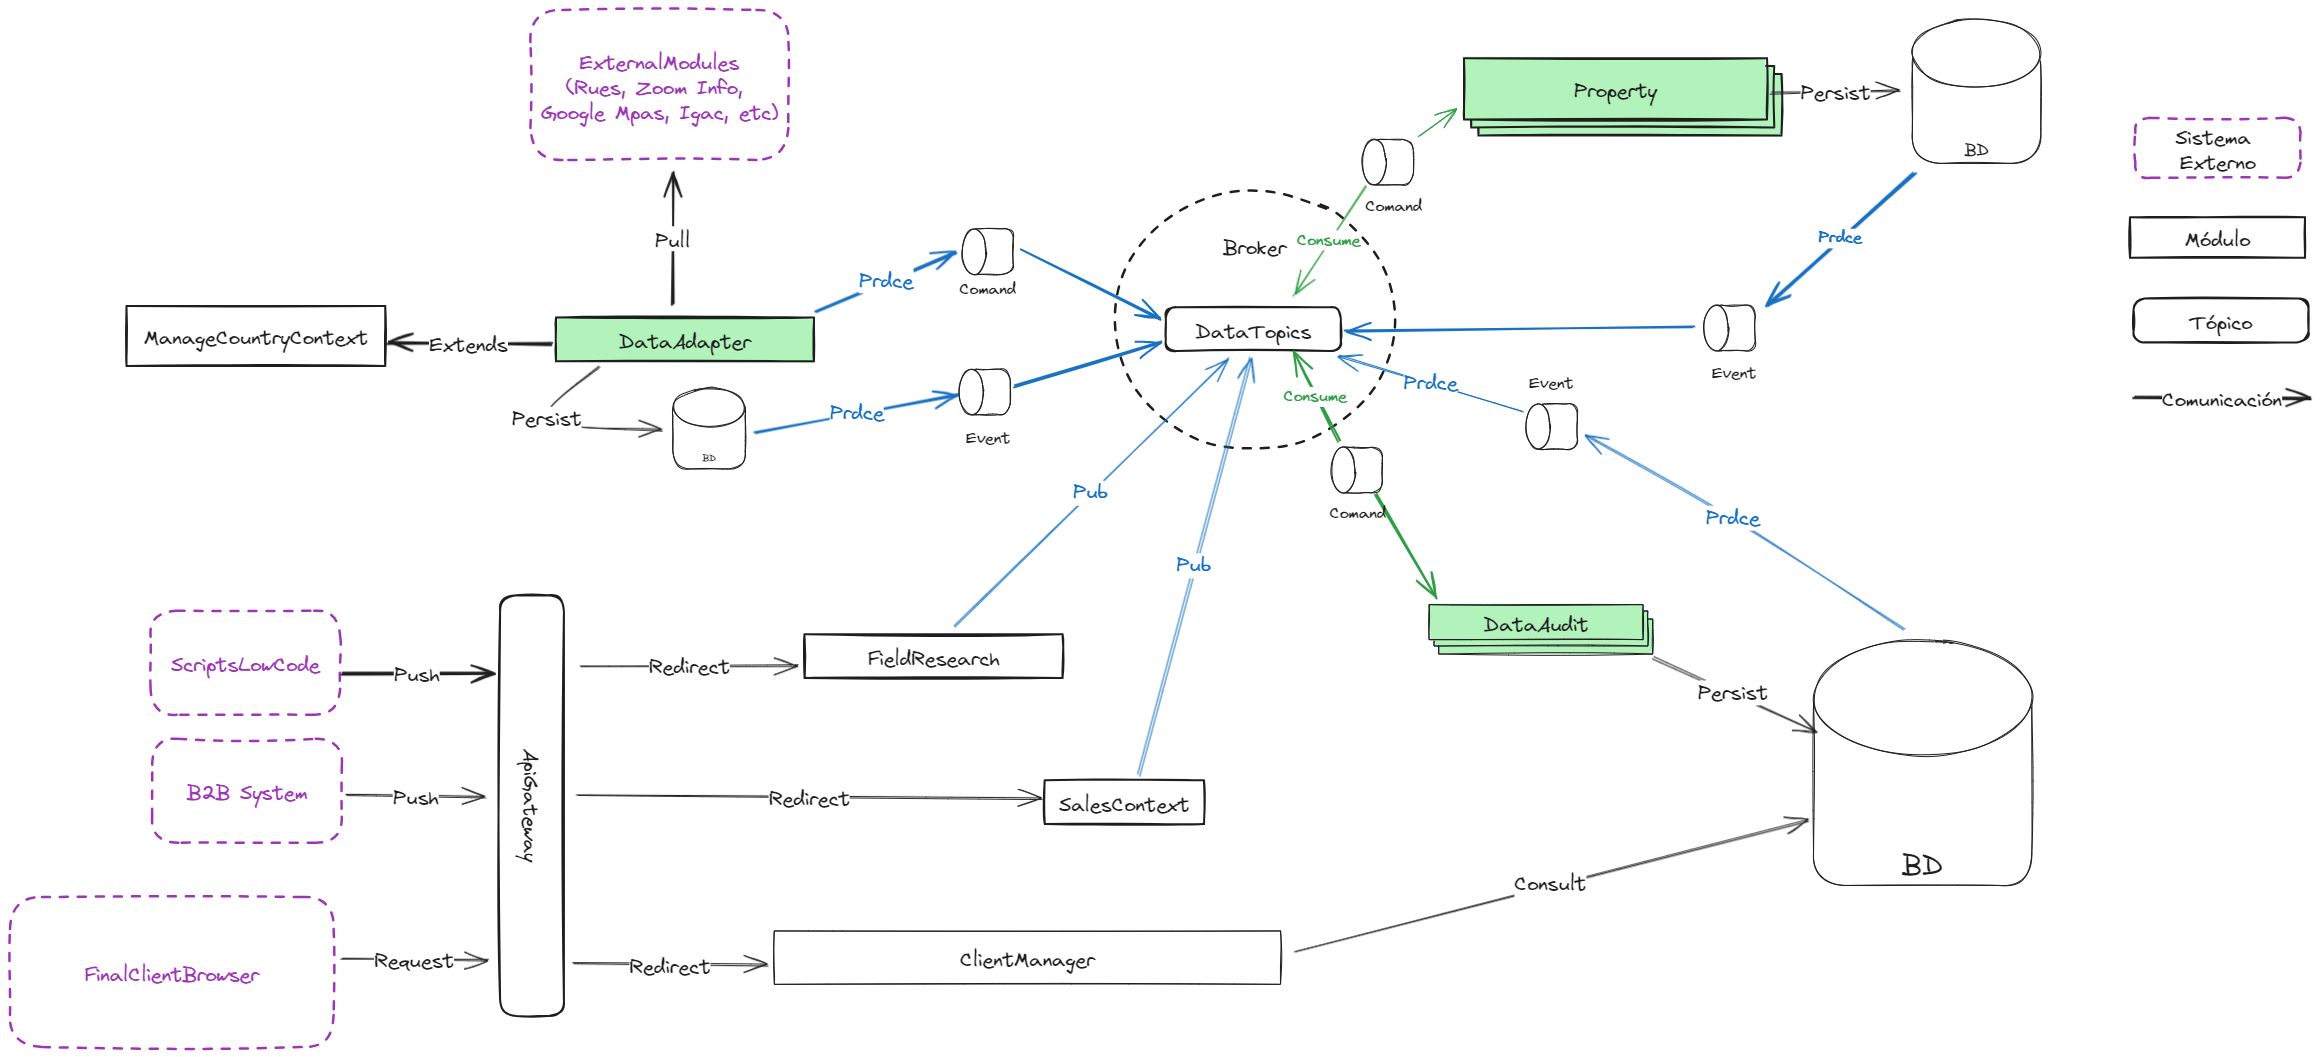 ExternalModules
(Rues, Zoom Info,
Google Mpas, Igac, etc)
Pull
ManageCountryContext
Extends
DataAdapter
Persist
BD
Prdce
Comand
Prdce
Event
Broker
DataTopics
Consume
Comand
Property
Persist
BD
Prdce
Event
Prdce
Event
Prdce
Consume
Comand
DataAudit
Persist
BD
Pub
Pub
ScriptsLowCode
Push
B2B System
Push
FinalClientBrowser
Request
ApiGateway
Redirect
FieldResearch
Redirect
SalesContext
Redirect
ClientManager
Consult
Sistema
Externo
Módulo
Tópico
Comunicación